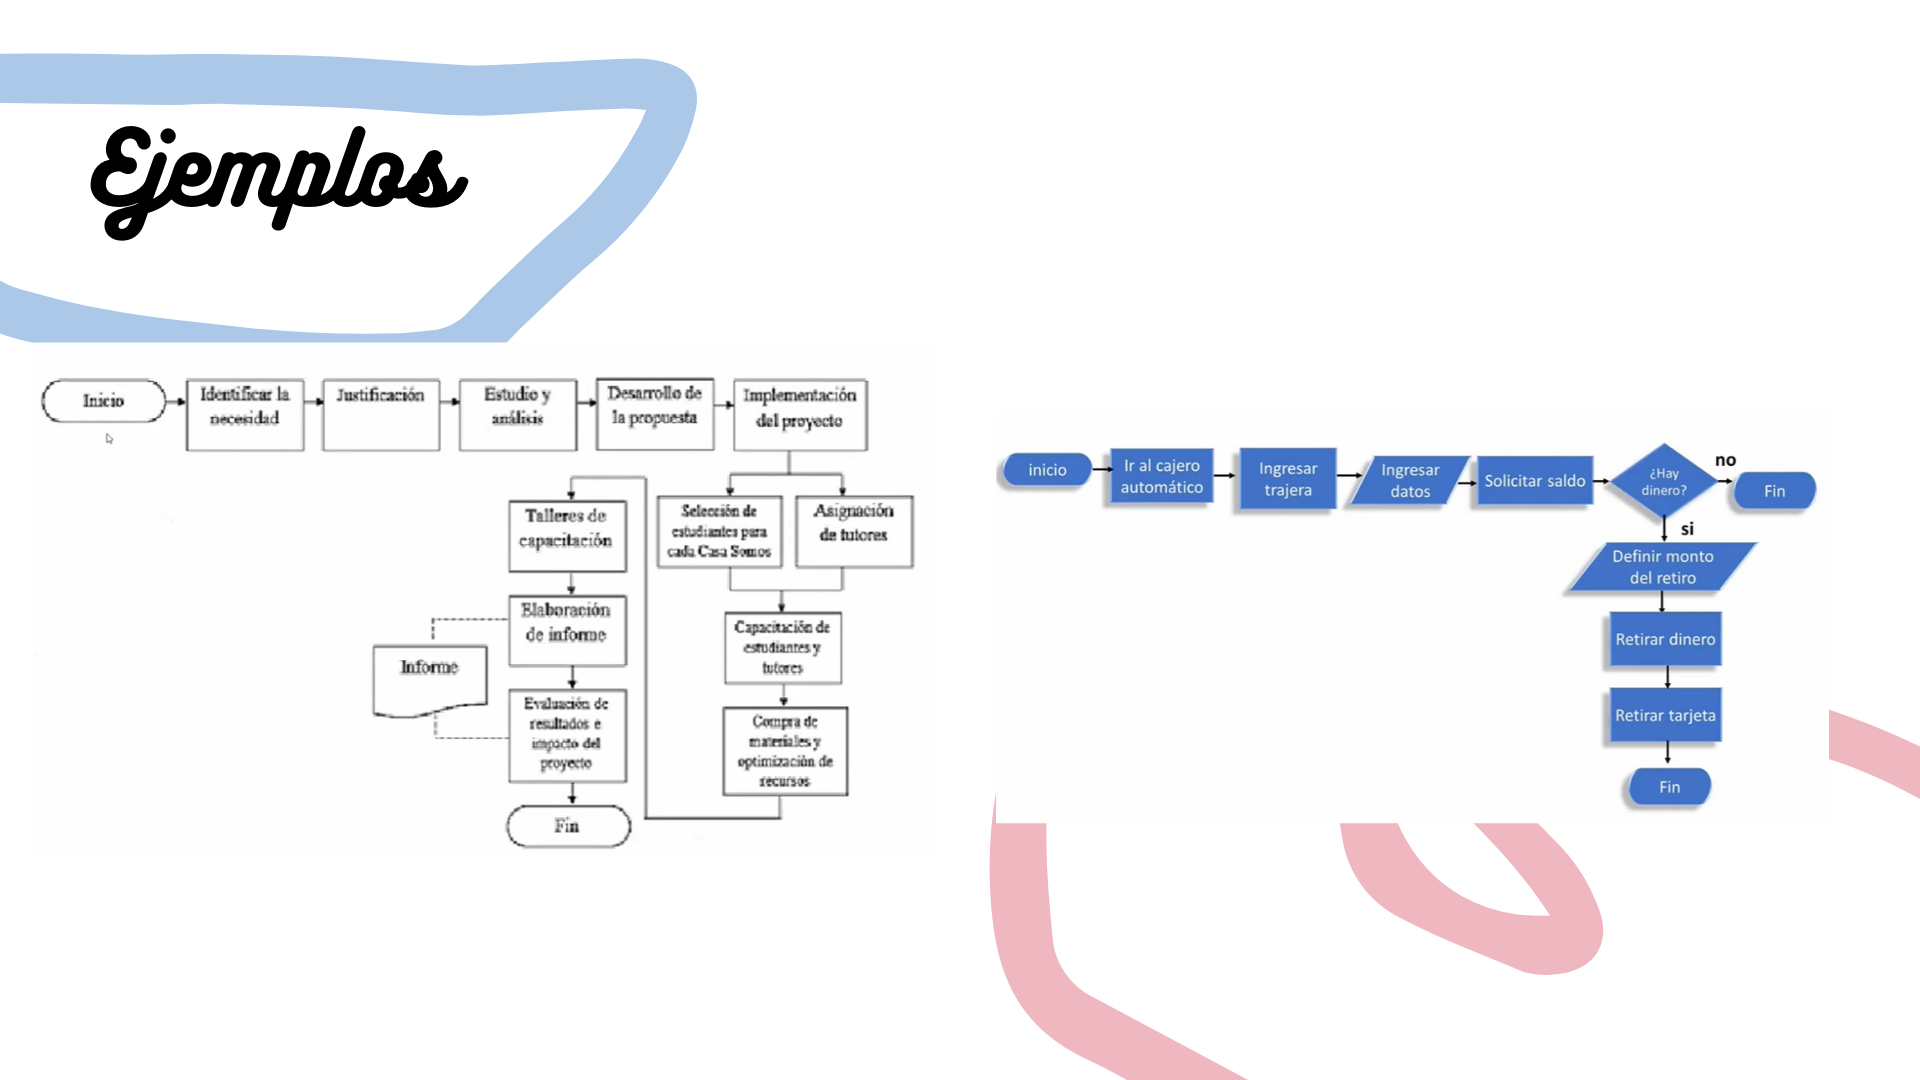 Ejemplos
Inicio
Identificar la
necesidad
Justificación
Estudio y
análisis
Desarrollo de
la propuesta
Implementación
del proyecto
Talleres de
capacitación
Selección de
estudiantes para
cada Casa Somos
Asignación
de tutores
Elaboración
de informe
Informe
Capacitación de
estudiantes y
tutores
Evaluación de
resultados e
impacto del
proyecto
Compra de
materiales y
optimización de
recursos
Fin
inicio
Ir al cajero
automático
Ingresar
trajera
Ingresar
datos
Solicitar saldo
¿Hay
dinero?
no
Fin
si
Definir monto
del retiro
Retirar dinero
Retirar tarjeta
Fin